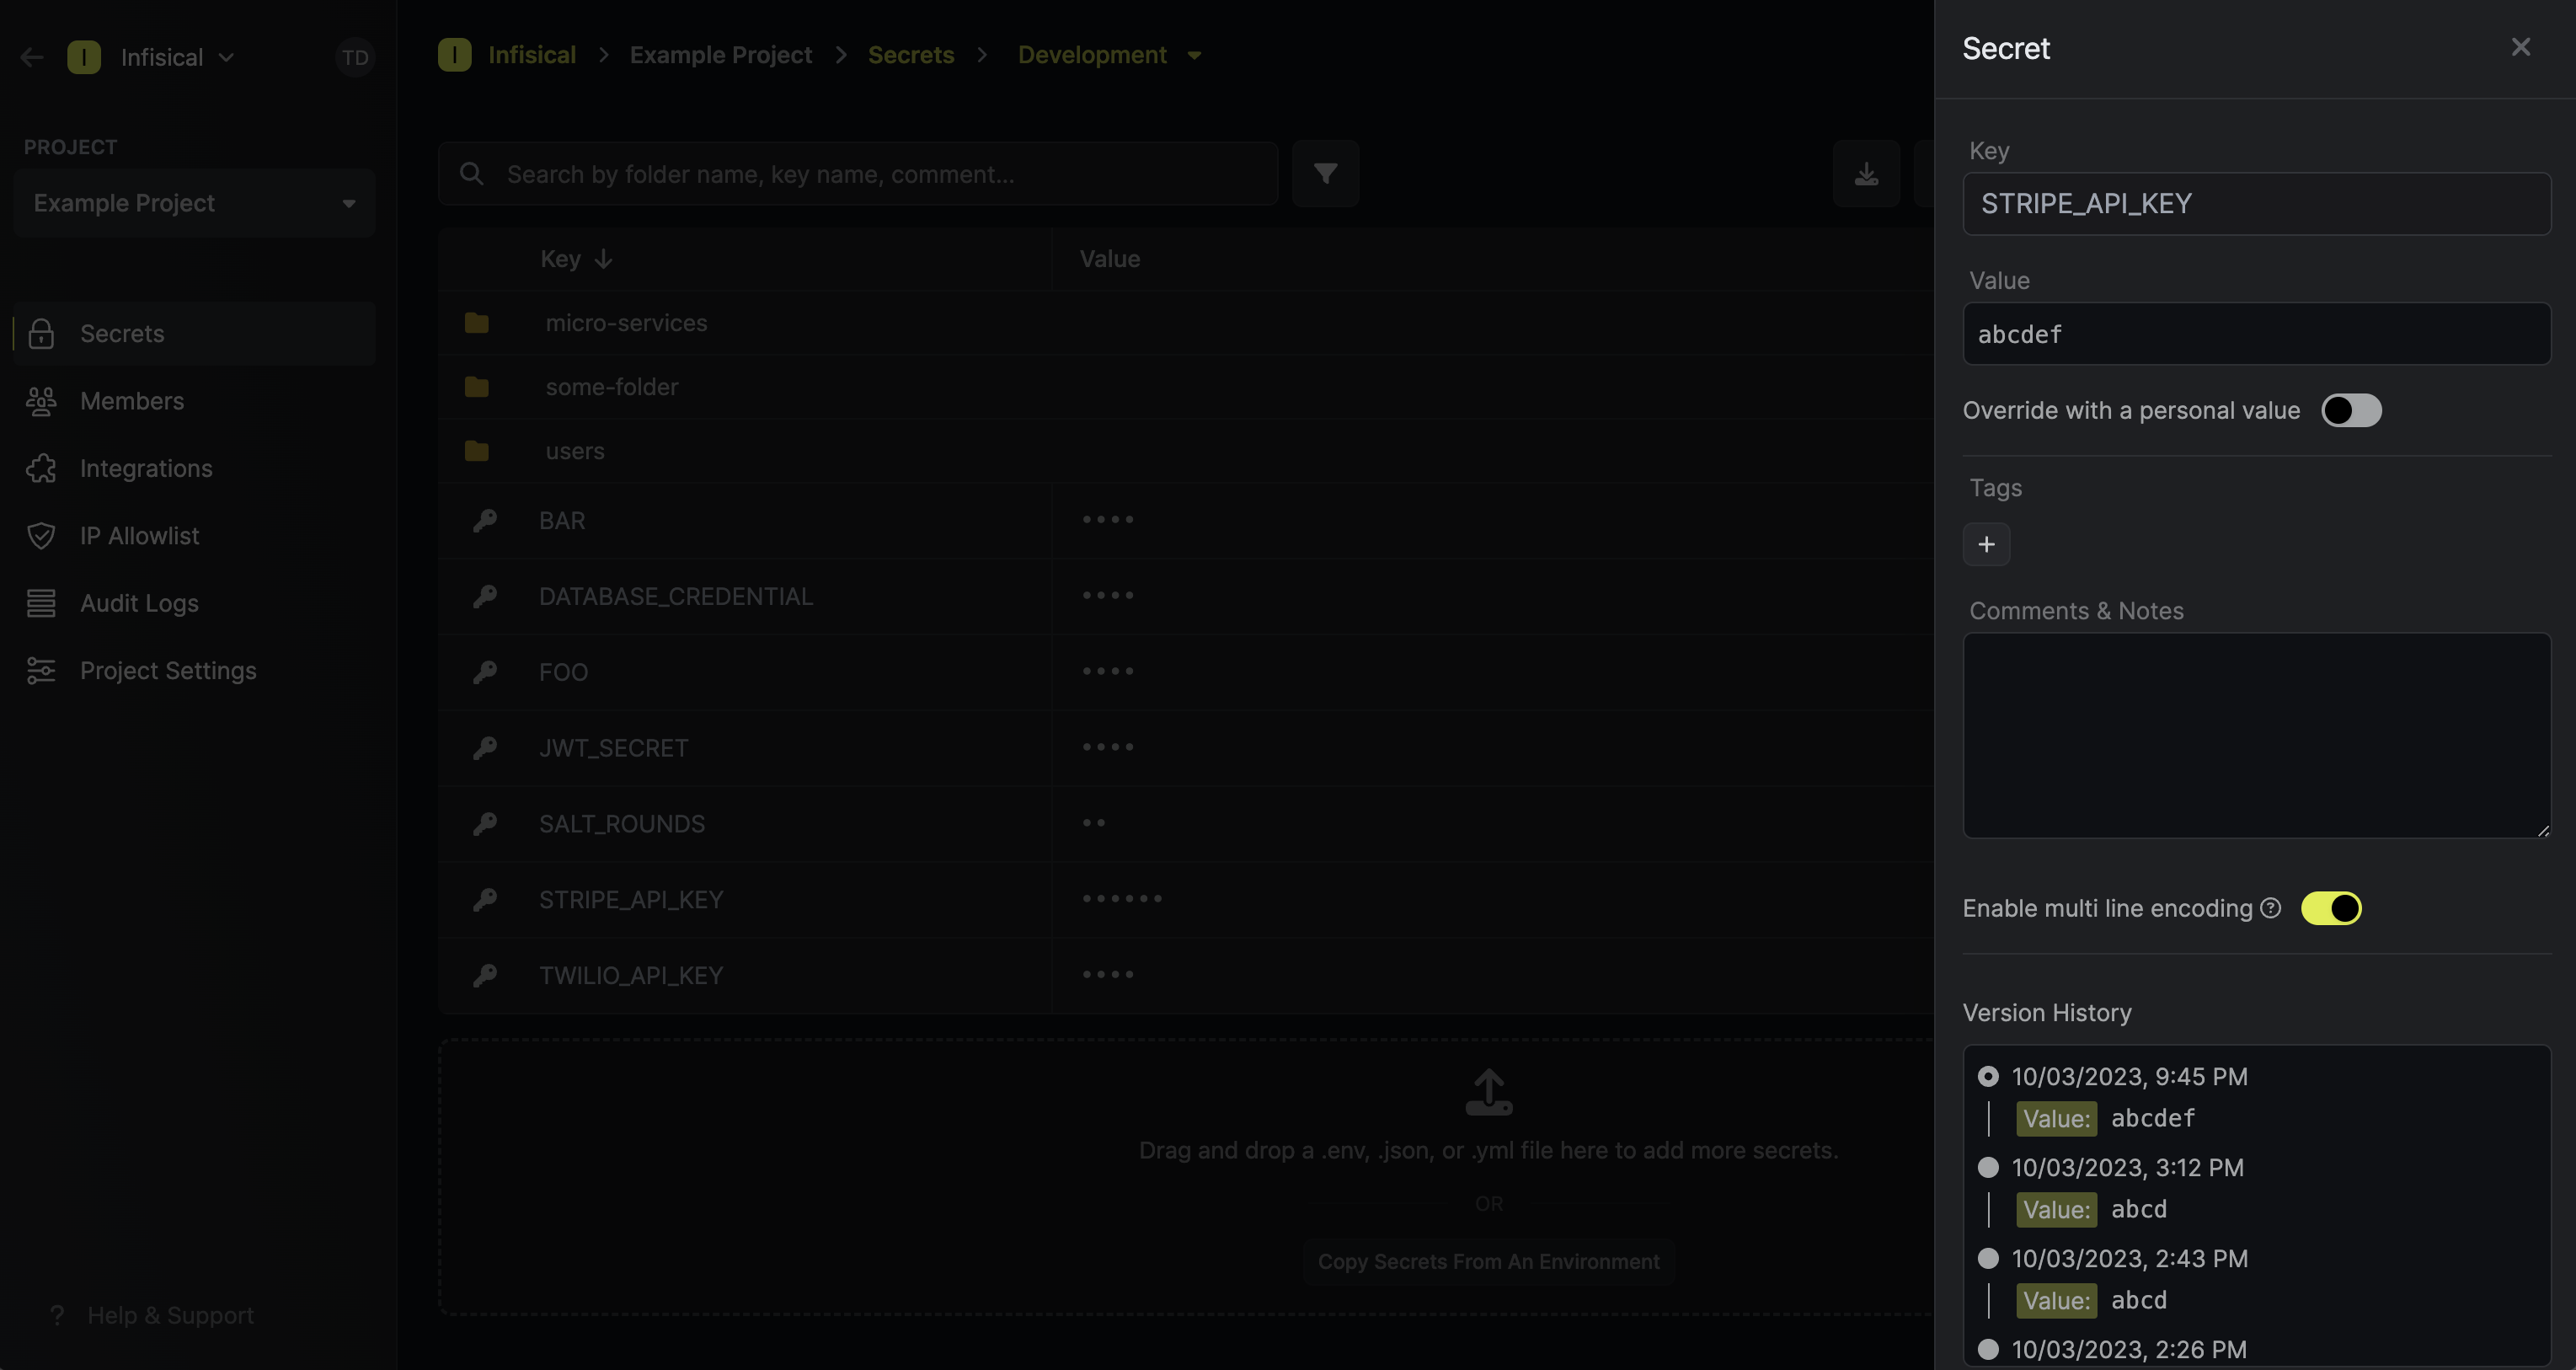 I Infisical TD
PROJECT
Example Project
Secrets
Members
Integrations
IP Allowlist
Audit Logs
Project Settings
? Help & Support
I Infisical > Example Project > Secrets > Development
Search by folder name, key name, comment...
Key Value
micro-services
some-folder
users
BAR ••••
DATABASE_CREDENTIAL ••••
FOO ••••
JWT_SECRET ••••
SALT_ROUNDS ••
STRIPE_API_KEY ••••••
TWILIO_API_KEY ••••
Drag and drop a .env, .json, or .yml file here to add more secrets.
OR
Copy Secrets From An Environment
Secret
Key
STRIPE_API_KEY
Value
abcdef
Override with a personal value
Tags
Comments & Notes
Enable multi line encoding
Version History
10/03/2023, 9:45 PM
Value: abcdef
10/03/2023, 3:12 PM
Value: abcd
10/03/2023, 2:43 PM
Value: abcd
10/03/2023, 2:26 PM